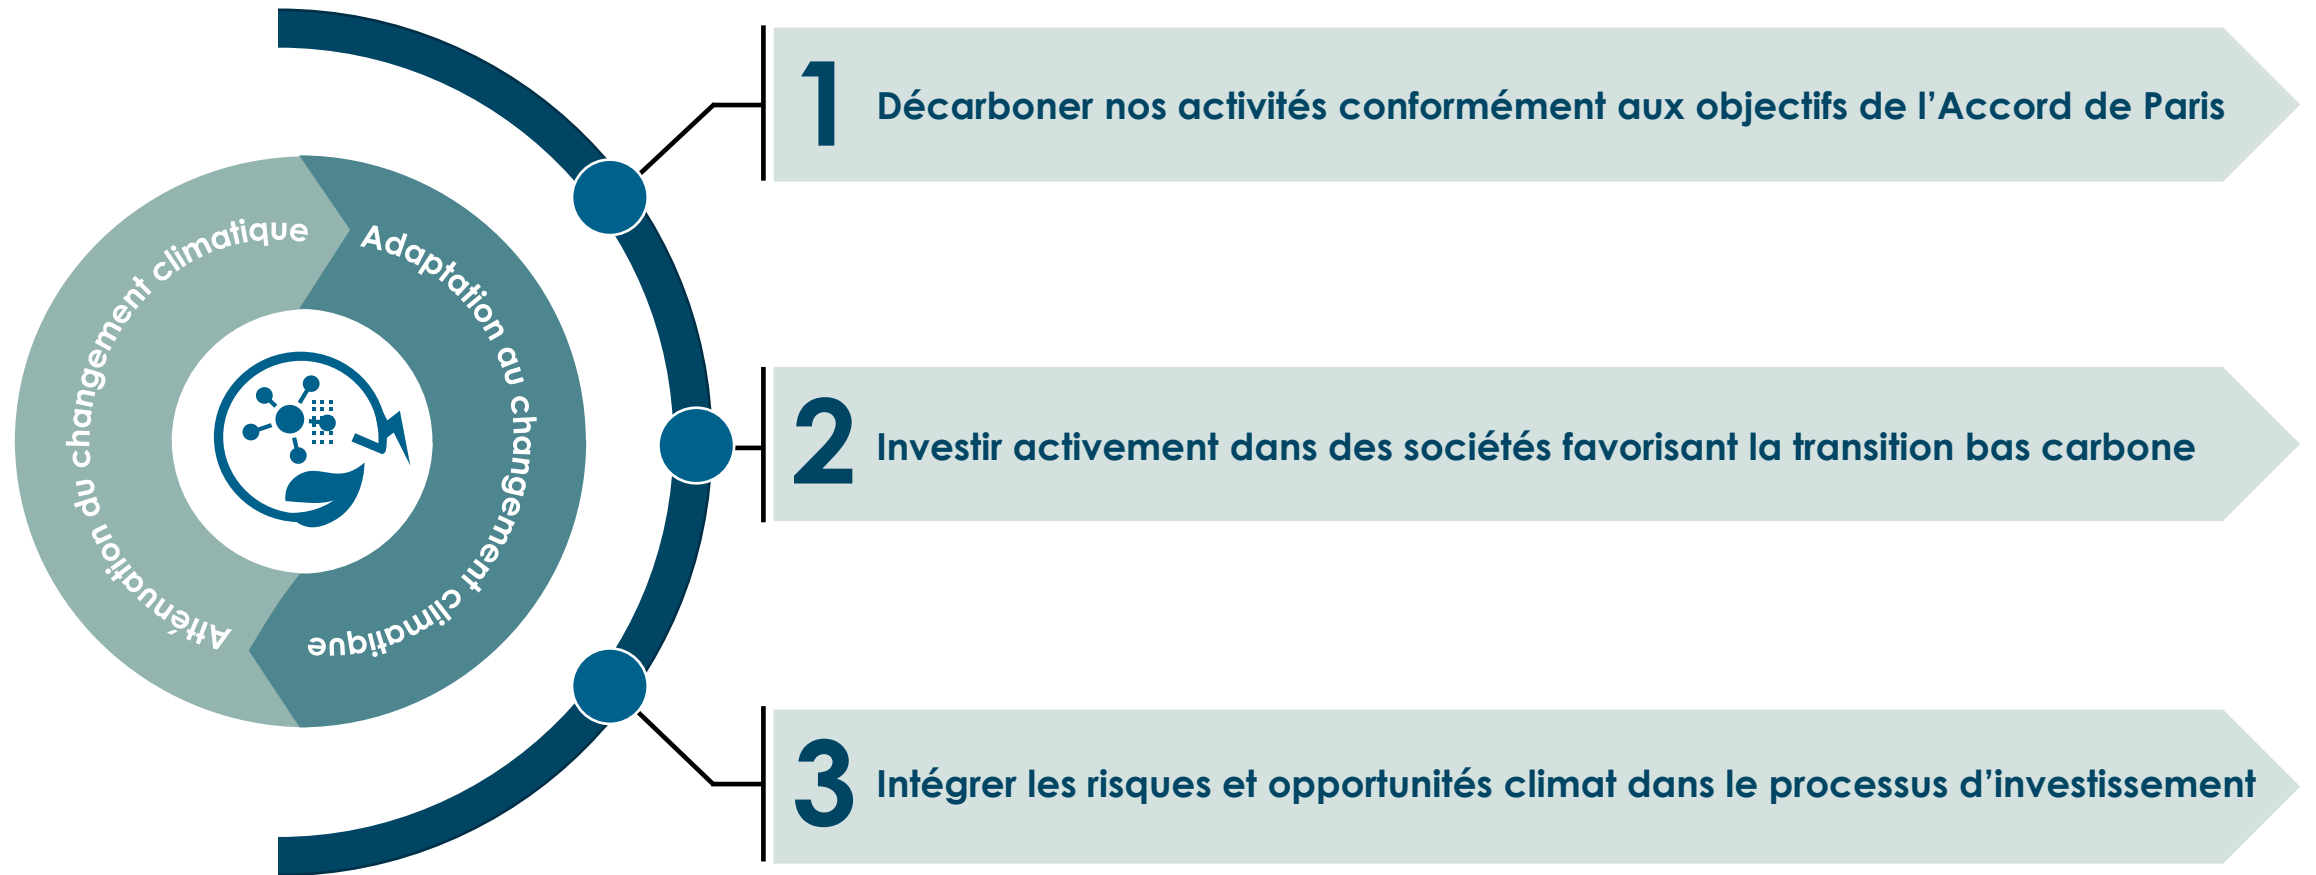 Atténuation du changement climatique
Adaptation au changement climatique
1
Décarboner nos activités conformément aux objectifs de l’Accord de Paris
2
Investir activement dans des sociétés favorisant la transition bas carbone
3
Intégrer les risques et opportunités climat dans le processus d’investissement